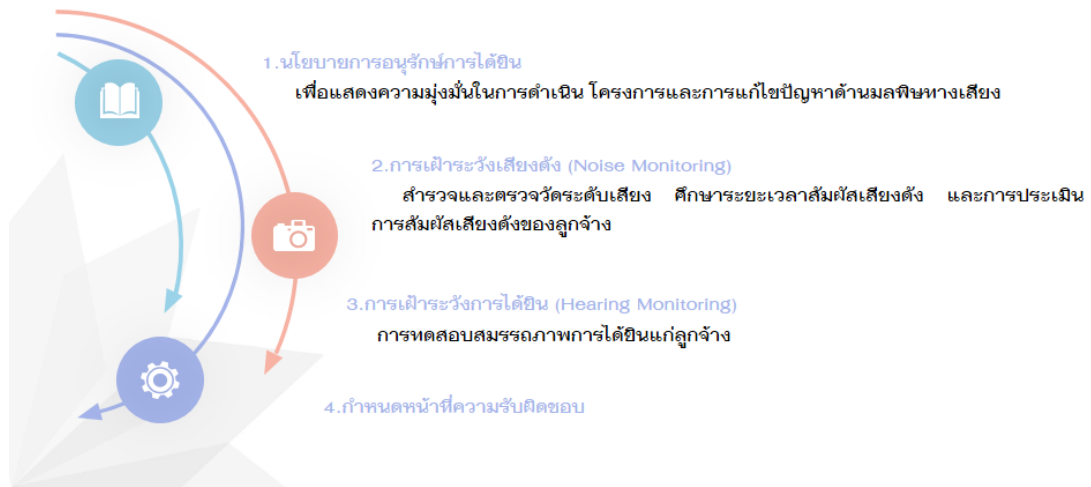 1.นโยบายการอนุรักษ์การได้ยิน
เพื่อแสดงความมุ่งมั่นในการดำเนิน โครงการและการแก้ไขปัญหาด้านมลพิษทางเสียง
2.การเฝ้าระวังเสียงดัง (Noise Monitoring)
สำรวจและตรวจวัดระดับเสียง ศึกษาระยะเวลาสัมผัสเสียงดัง และการประเมิน
การสัมผัสเสียงดังของลูกจ้าง
3.การเฝ้าระวังการได้ยิน (Hearing Monitoring)
การทดสอบสมรรถภาพการได้ยินแก่ลูกจ้าง
4.กำหนดหน้าที่ความรับผิดชอบ